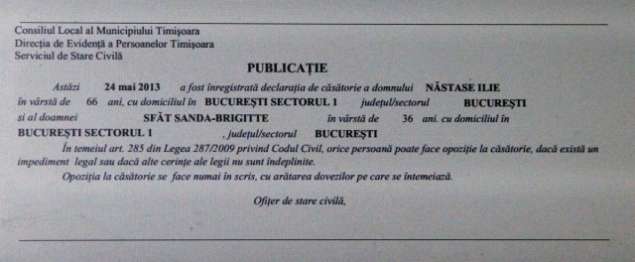 Consiliul Local al Municipiului Timişoara
Direcţia de Evidenţă a Persoanelor Timişoara
Serviciul de Stare Civilă
PUBLICAŢIE
Astăzi 24 mai 2013 a fost înregistrată declaraţia de căsătorie a domnului NĂSTASE ILIE
în vârstă de 66 ani, cu domiciliul în BUCUREŞTI SECTORUL 1 judeţul/sectorul BUCUREŞTI
si al doamnei SFĂT SANDA-BRIGITTE în vârstă de 36 ani. cu domiciliul în
BUCUREŞTI SECTORUL 1 , judeţul/sectorul BUCUREŞTI
În temeiul art. 285 din Legea 287/2009 privind Codul Civil, orice persoană poate face opoziţie la căsătorie, dacă există un
impediment legal sau dacă alte cerinţe ale legii nu sunt îndeplinite.
Opoziţia la căsătorie se face numai în scris, cu arătarea dovezilor pe care se întemeiază.
Ofiţer de stare civilă,